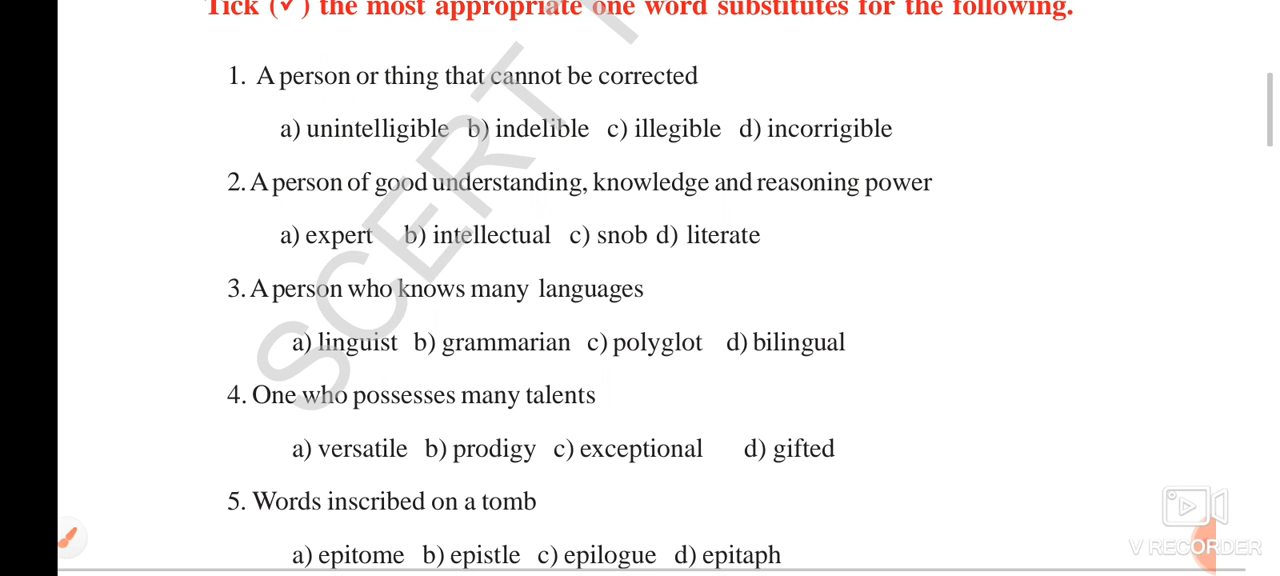 Tick (✓) the most appropriate one word substitutes for the following.
1. A person or thing that cannot be corrected
a) unintelligible b) indelible c) illegible d) incorrigible
2. A person of good understanding, knowledge and reasoning power
a) expert b) intellectual c) snob d) literate
3. A person who knows many languages
a) linguist b) grammarian c) polyglot d) bilingual
4. One who possesses many talents
a) versatile b) prodigy c) exceptional d) gifted
5. Words inscribed on a tomb
a) epitome b) epistle c) epilogue d) epitaph
SCERT
V RECORDER